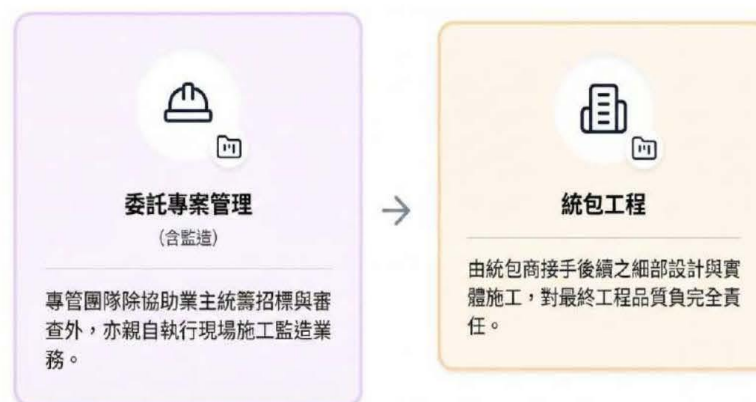 委託專案管理
(含監造)
專管團隊除協助業主統籌招標與審
查外，亦親自執行現場施工監造業
務。
統包工程
由統包商接手後續之細部設計與實
體施工，對最終工程品質負完全責
任。